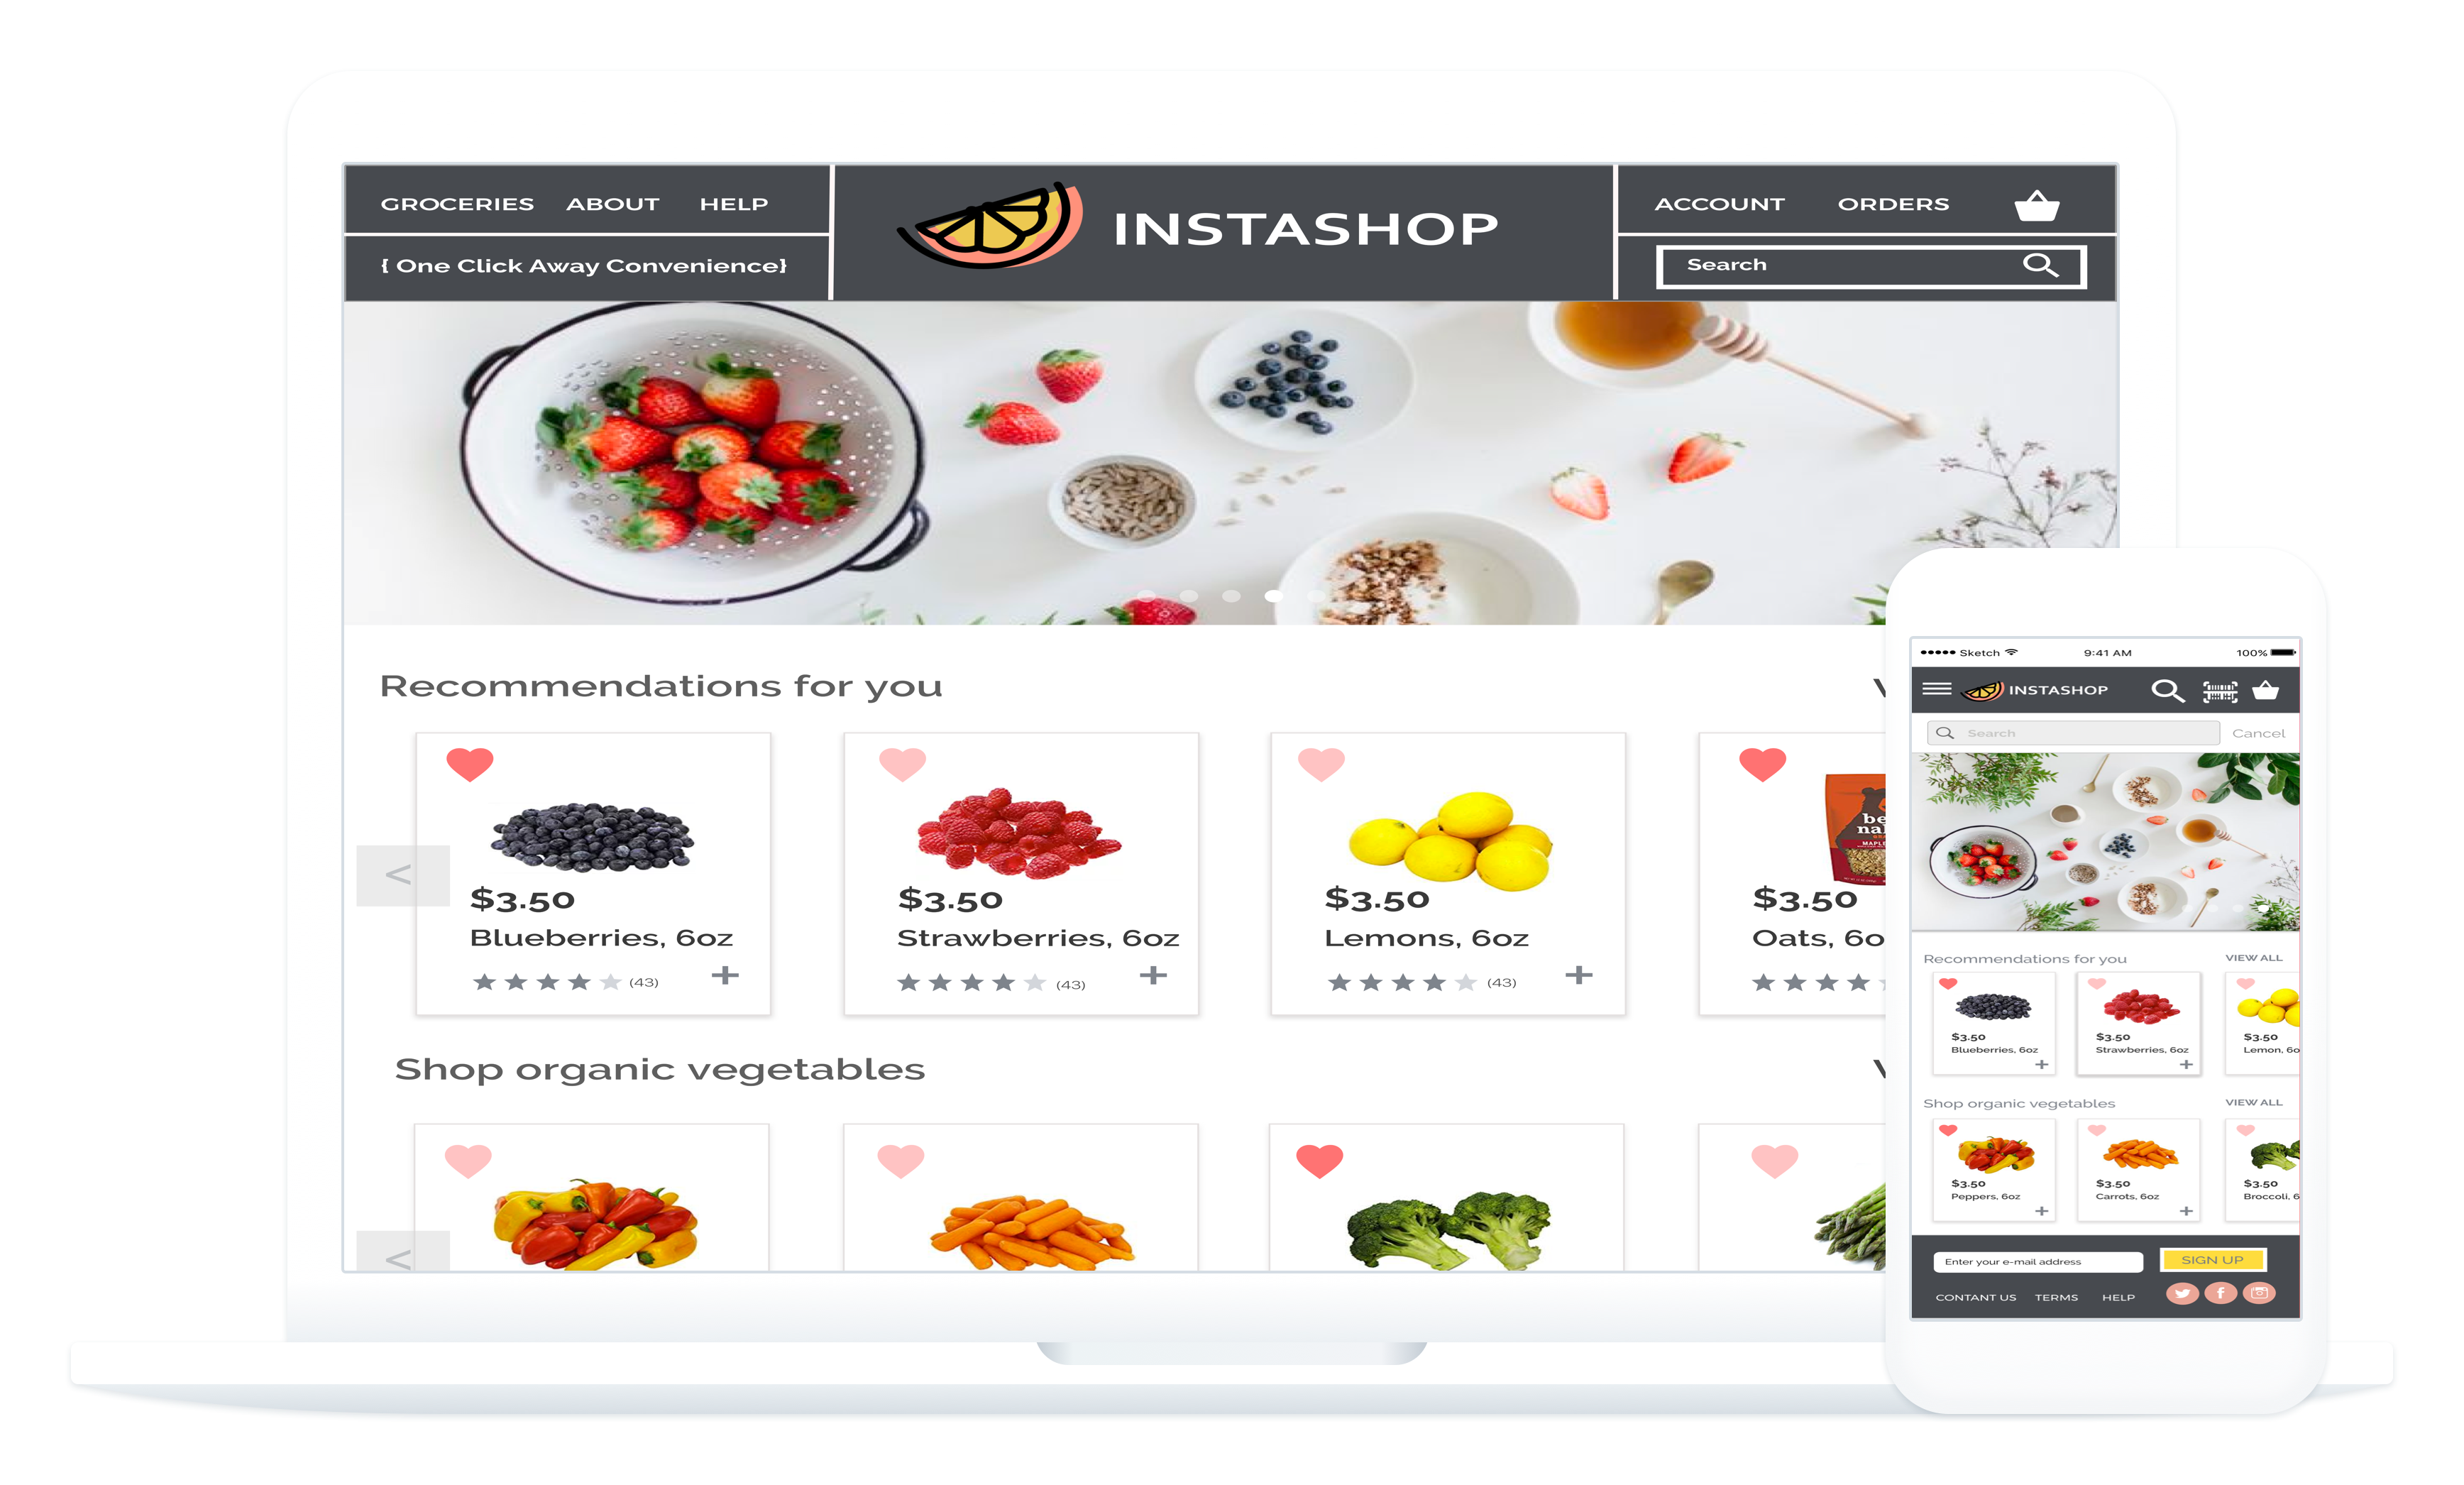 GROCERIES ABOUT HELP
{ One Click Away Convenience}
INSTASHOP
ACCOUNT ORDERS
Search
Recommendations for you
$3.50 $3.50 $3.50 $3.50
Blueberries, 6oz Strawberries, 6oz Lemons, 6oz Oats, 6o
(43) (43) (43)
Shop organic vegetables
<
<
Sketch 9:41 AM 100%
INSTASHOP
Search Cancel
Recommendations for you VIEW ALL
$3.50 $3.50 $3.50
Blueberries, 6oz Strawberries, 6oz Lemon, 6o
+ +
Shop organic vegetables VIEW ALL
$3.50 $3.50 $3.50
Peppers, 6oz Carrots, 6oz Broccoli, 6
+ +
Enter your e-mail address SIGN UP
CONTANT US TERMS HELP